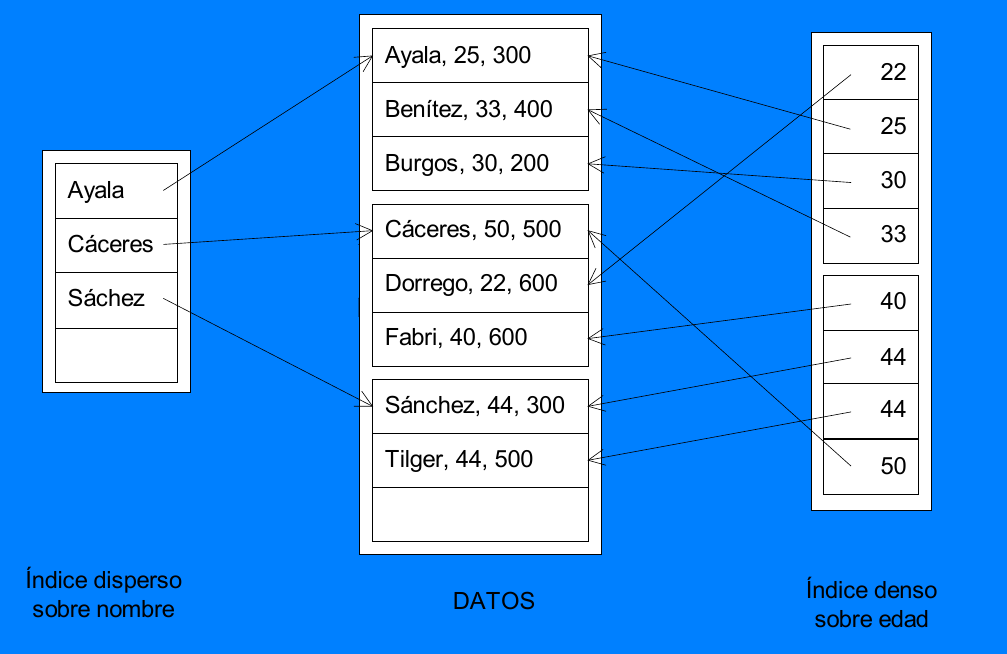 Ayala
Cáceres
Sáchez
Índice disperso
sobre nombre
Ayala, 25, 300
Benítez, 33, 400
Burgos, 30, 200
Cáceres, 50, 500
Dorrego, 22, 600
Fabri, 40, 600
Sánchez, 44, 300
Tilger, 44, 500
DATOS
22
25
30
33
40
44
44
50
Índice denso
sobre edad